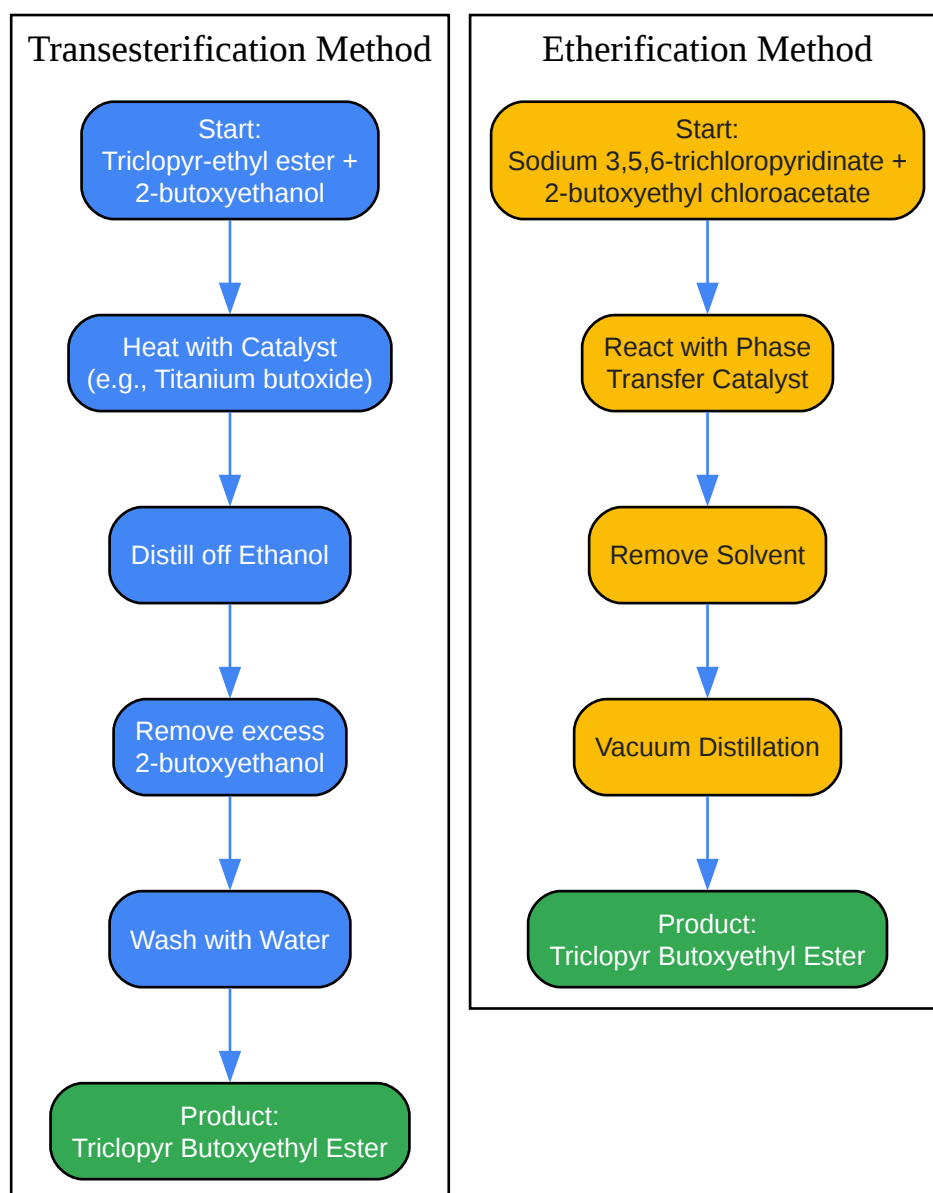 Transesterification Method
Start:
Triclopyr-ethyl ester +
2-butoxyethanol
Heat with Catalyst
(e.g., Titanium butoxide)
Distill off Ethanol
Remove excess
2-butoxyethanol
Wash with Water
Product:
Triclopyr Butoxyethyl Ester
Etherification Method
Start:
Sodium 3,5,6-trichloropyridinate +
2-butoxyethyl chloroacetate
React with Phase
Transfer Catalyst
Remove Solvent
Vacuum Distillation
Product:
Triclopyr Butoxyethyl Ester